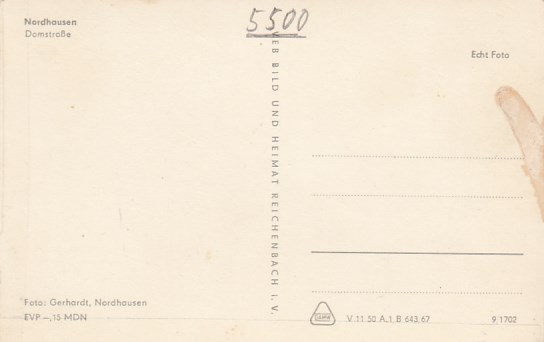 Nordhausen
Domstraße
5500
Echt Foto
VEB BILD UND HEIMAT REICHENBACH I. V.
Foto: Gerhardt, Nordhausen
EVP –,15 MDN
V 11 50 A 1 B 643/67
9/1702